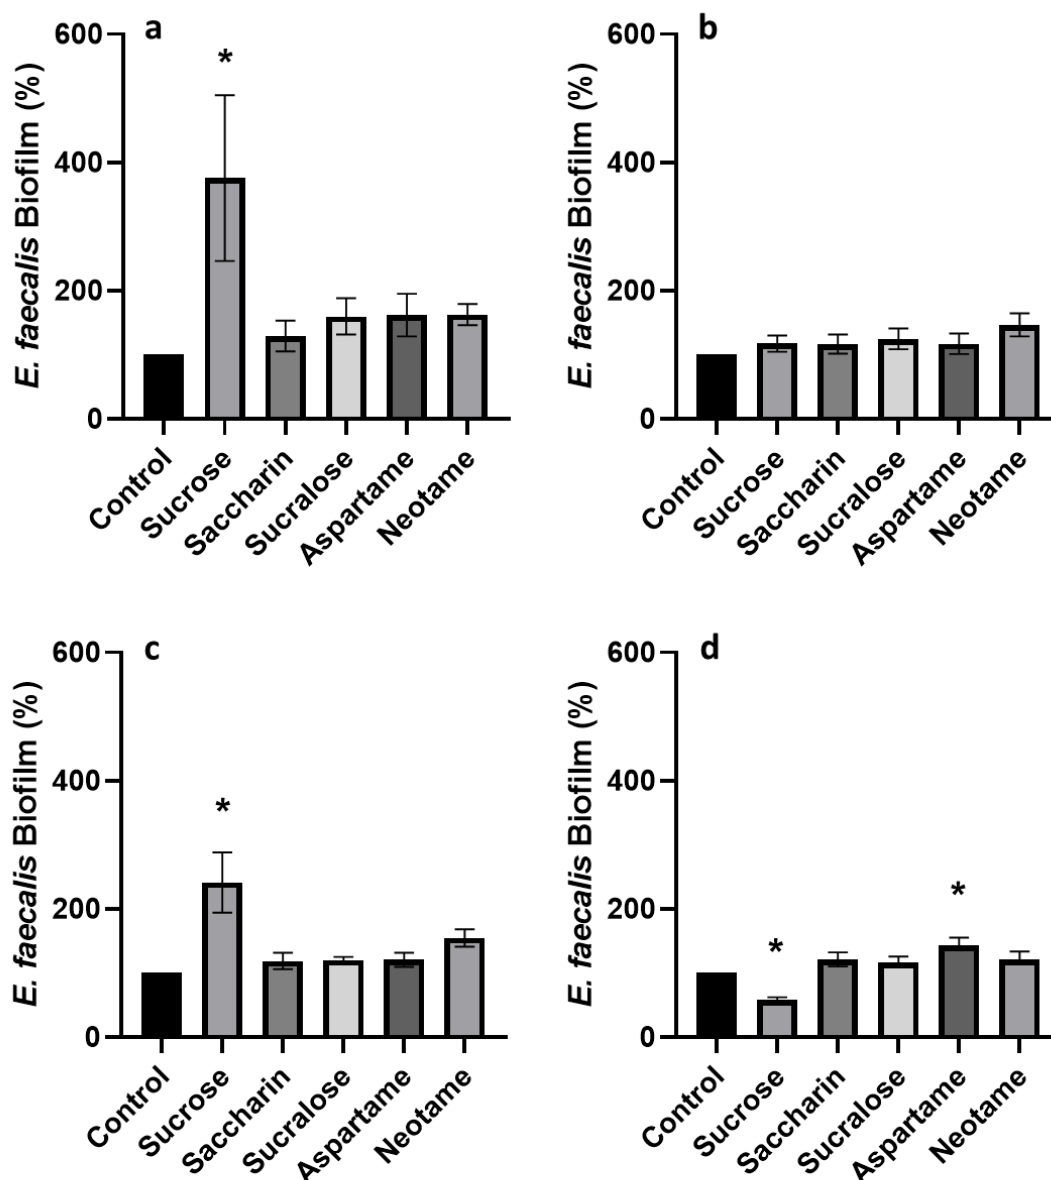 a
E. faecalis Biofilm (%)
600
400
200
0
*
Control
Sucrose
Saccharin
Sucralose
Aspartame
Neotame
b
E. faecalis Biofilm (%)
600
400
200
0
Control
Sucrose
Saccharin
Sucralose
Aspartame
Neotame
c
E. faecalis Biofilm (%)
600
400
200
0
*
Control
Sucrose
Saccharin
Sucralose
Aspartame
Neotame
d
E. faecalis Biofilm (%)
600
400
200
0
*
*
Control
Sucrose
Saccharin
Sucralose
Aspartame
Neotame